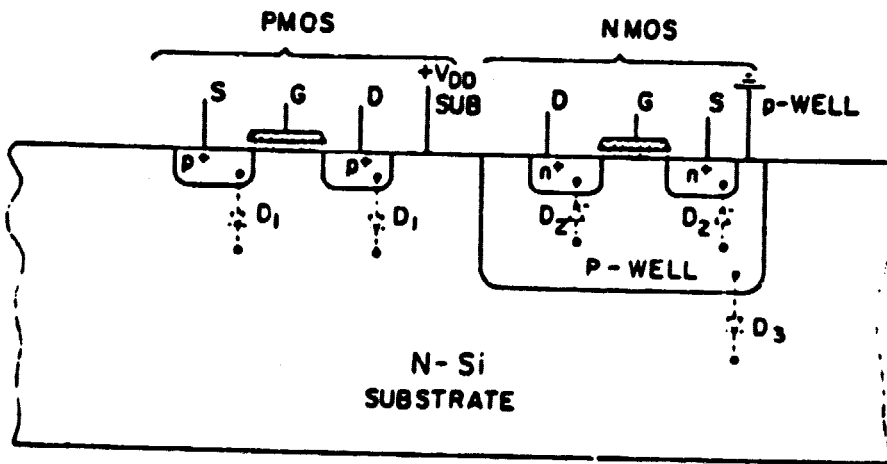 PMOS
NMOS
+VDD
SUB
S
G
D
D
G
S
p-WELL
p+
p+
n+
n+
D1
D1
D2
D2
P-WELL
D3
N-Si
SUBSTRATE